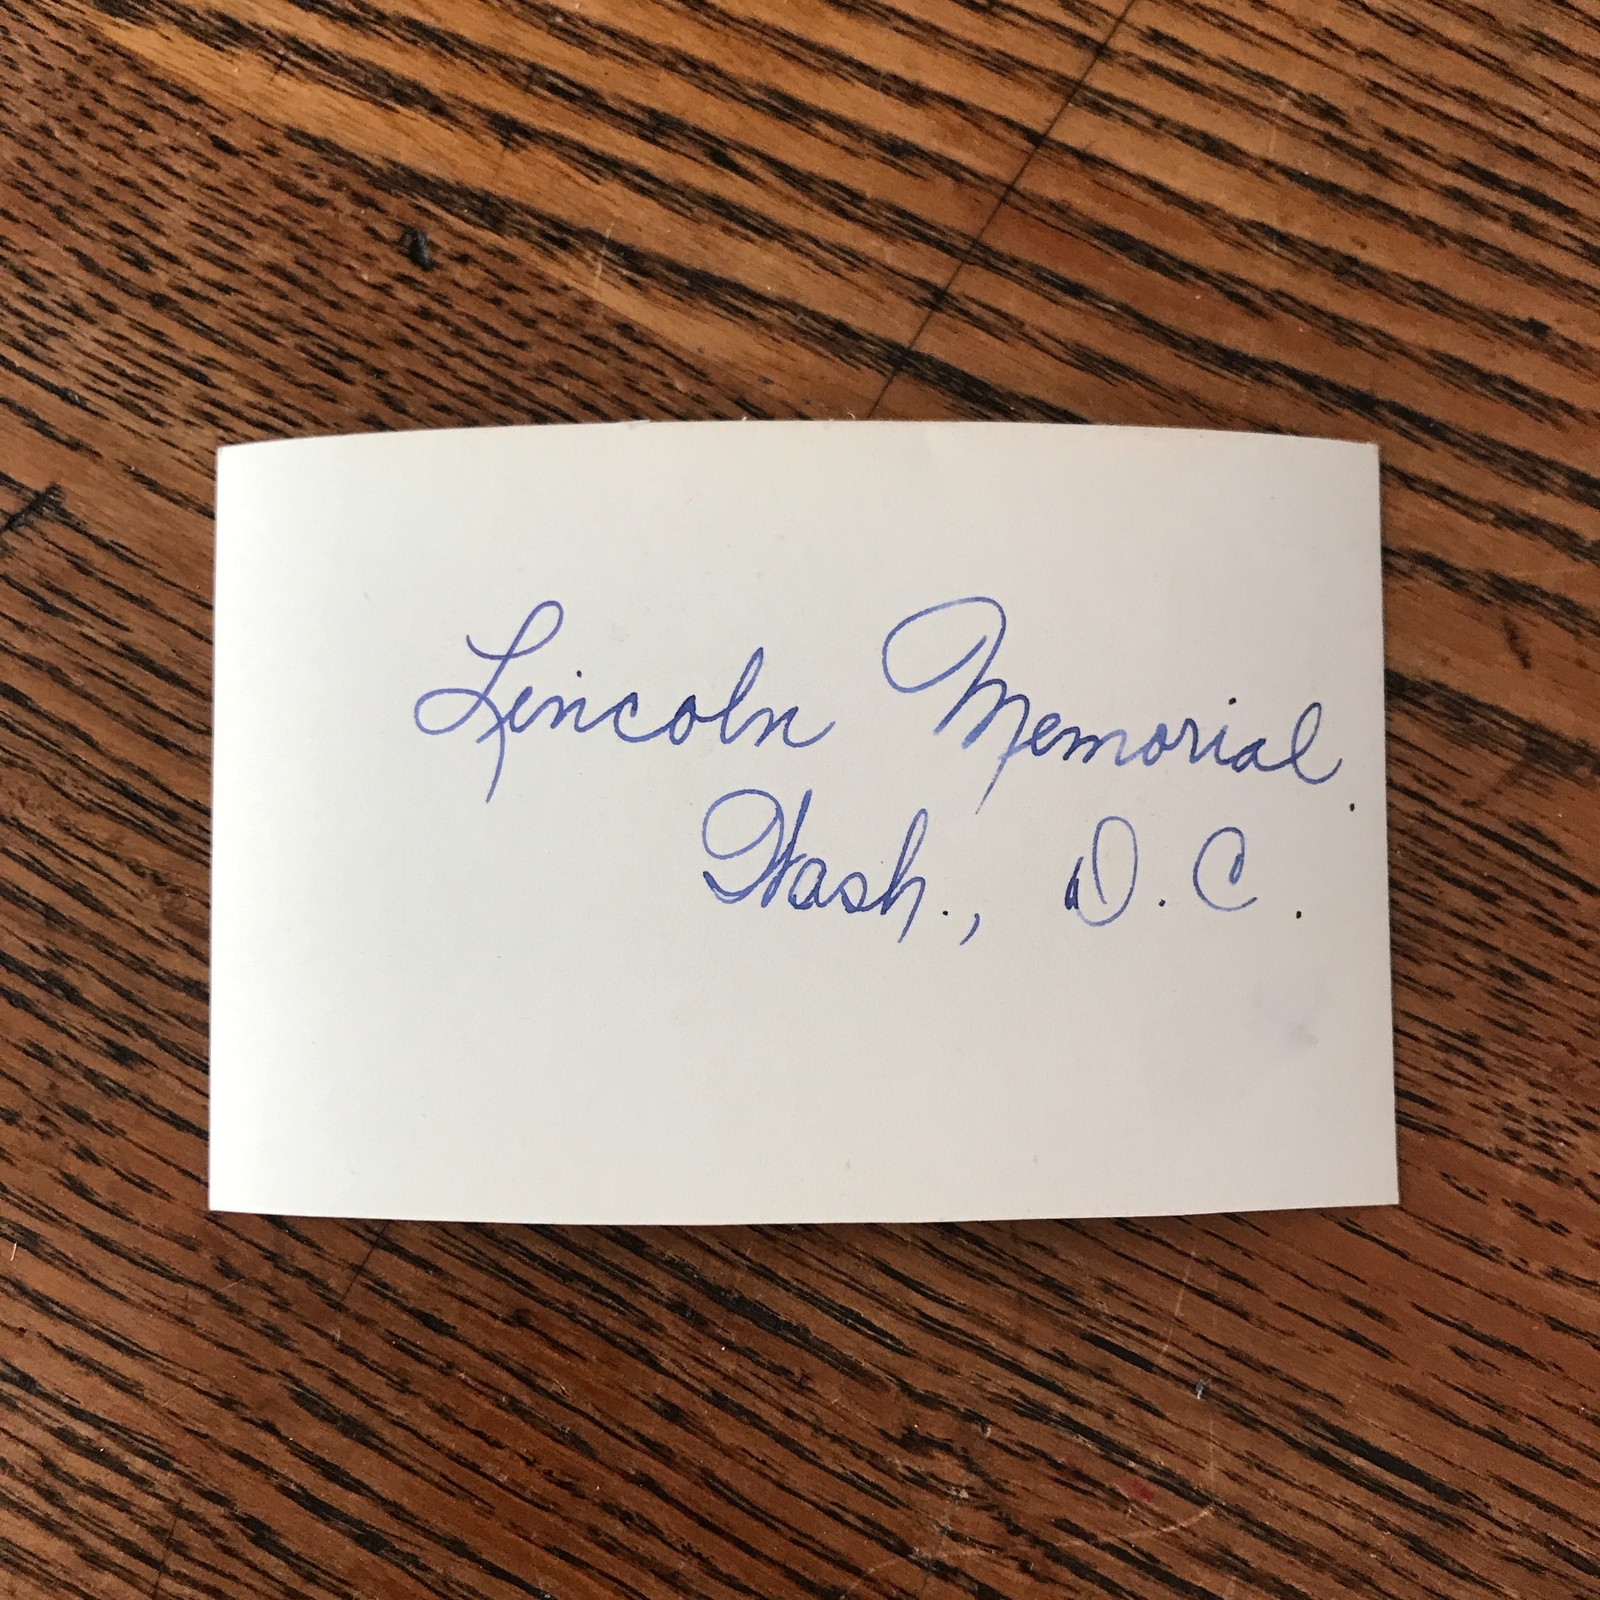 Lincoln Memorial.
Wash., D.C.